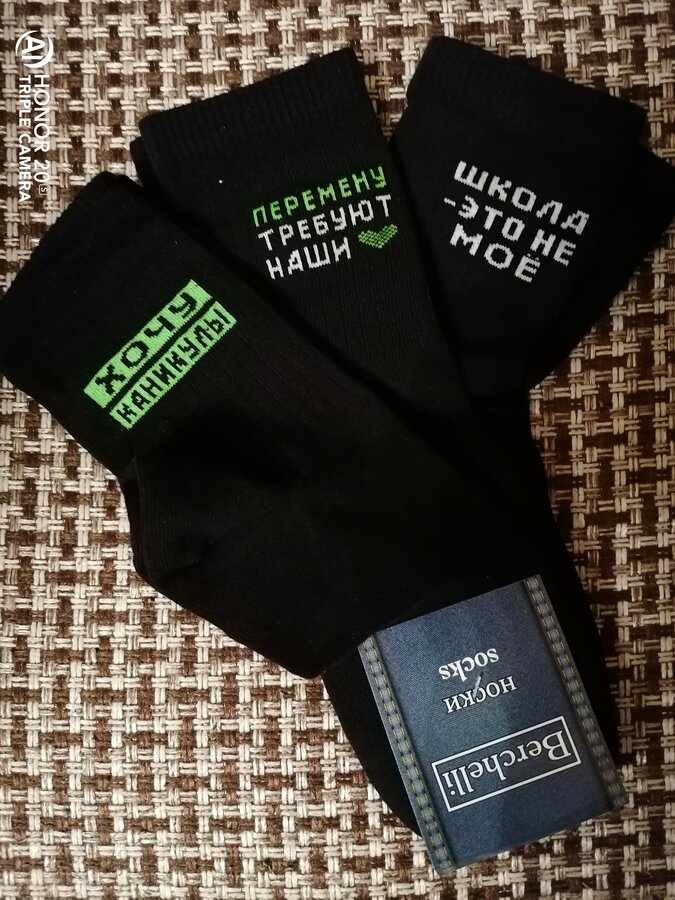 HONOR 20S
TRIPLE CAMERA
ХОЧУ
КАНИКУЛЫ
ПЕРЕМЕНУ
ТРЕБУЮТ
НАШИ
ШКОЛА
-ЭТО НЕ
МОЁ
Berchelli
НОСКИ
socks